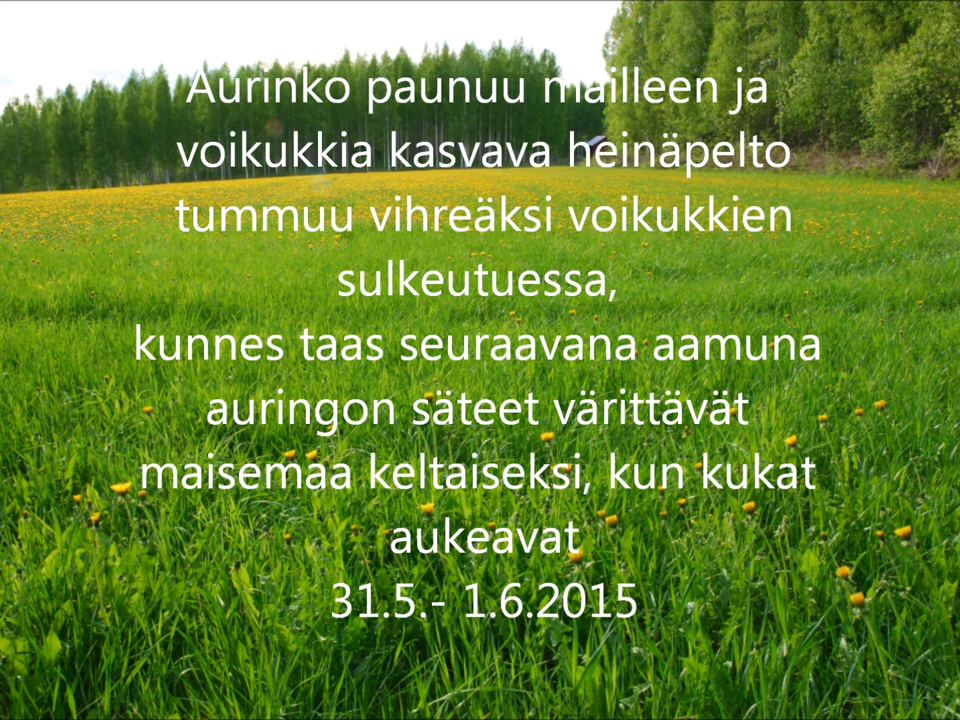 Aurinko paunuu mailleen ja
voikukkia kasvava heinäpelto
tummuu vihreäksi voikukkien
sulkeutuessa,
kunnes taas seuraavana aamuna
auringon säteet värittävät
maisemaa keltaiseksi, kun kukat
aukeavat
31.5.- 1.6.2015